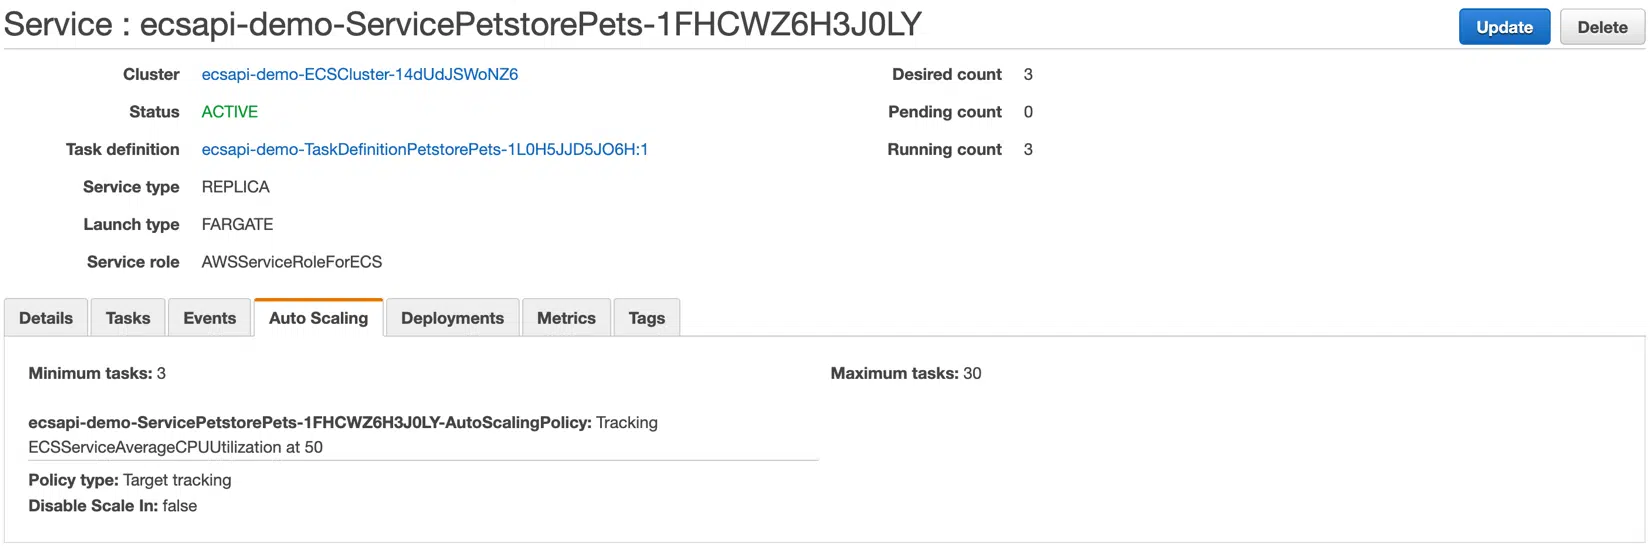 Service : ecsapi-demo-ServicePetstorePets-1FHCWZ6H3J0LY
Update
Delete
Cluster ecsapi-demo-ECSCluster-14dUdJSWoNZ6
Desired count 3
Status ACTIVE
Pending count 0
Task definition ecsapi-demo-TaskDefinitionPetstorePets-1L0H5JJD5JO6H:1
Running count 3
Service type REPLICA
Launch type FARGATE
Service role AWSServiceRoleForECS
Details Tasks Events Auto Scaling Deployments Metrics Tags
Minimum tasks: 3
Maximum tasks: 30
ecsapi-demo-ServicePetstorePets-1FHCWZ6H3J0LY-AutoScalingPolicy: Tracking
ECSServiceAverageCPUUtilization at 50
Policy type: Target tracking
Disable Scale In: false